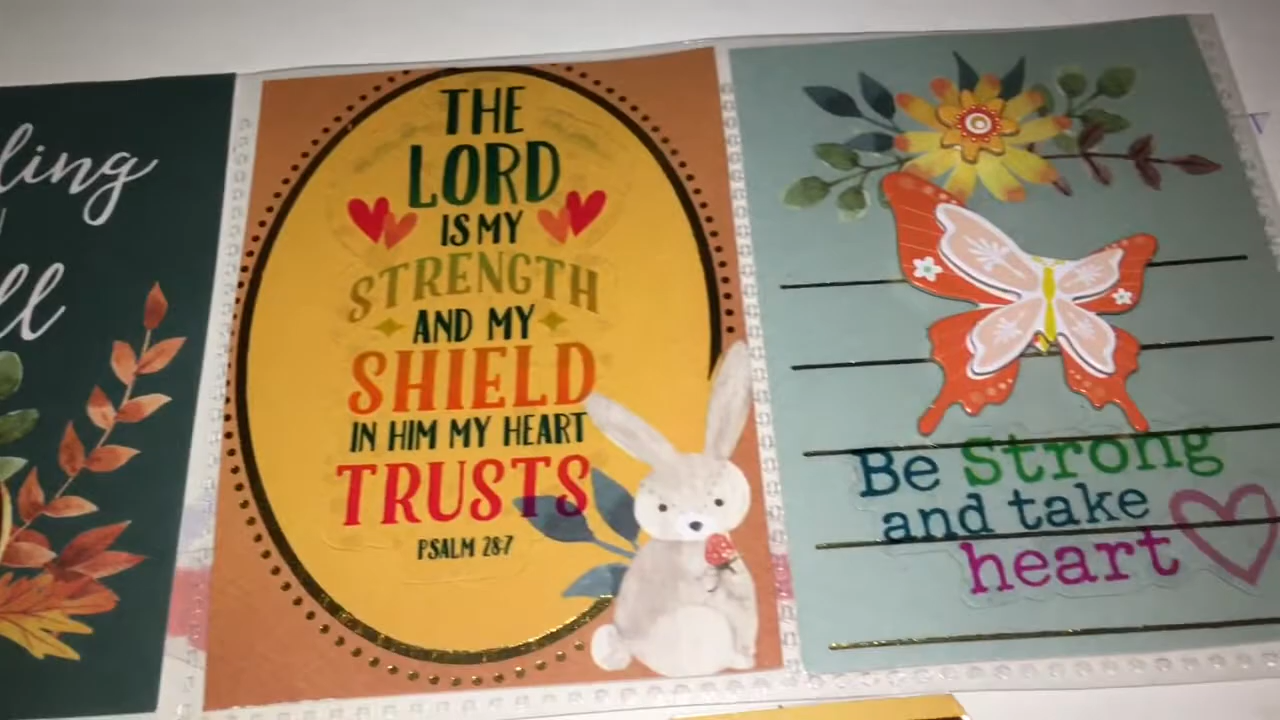 THE
LORD
IS MY
STRENGTH
AND MY
SHIELD
IN HIM MY HEART
TRUSTS
PSALM 28:7
Be Strong
and take
heart